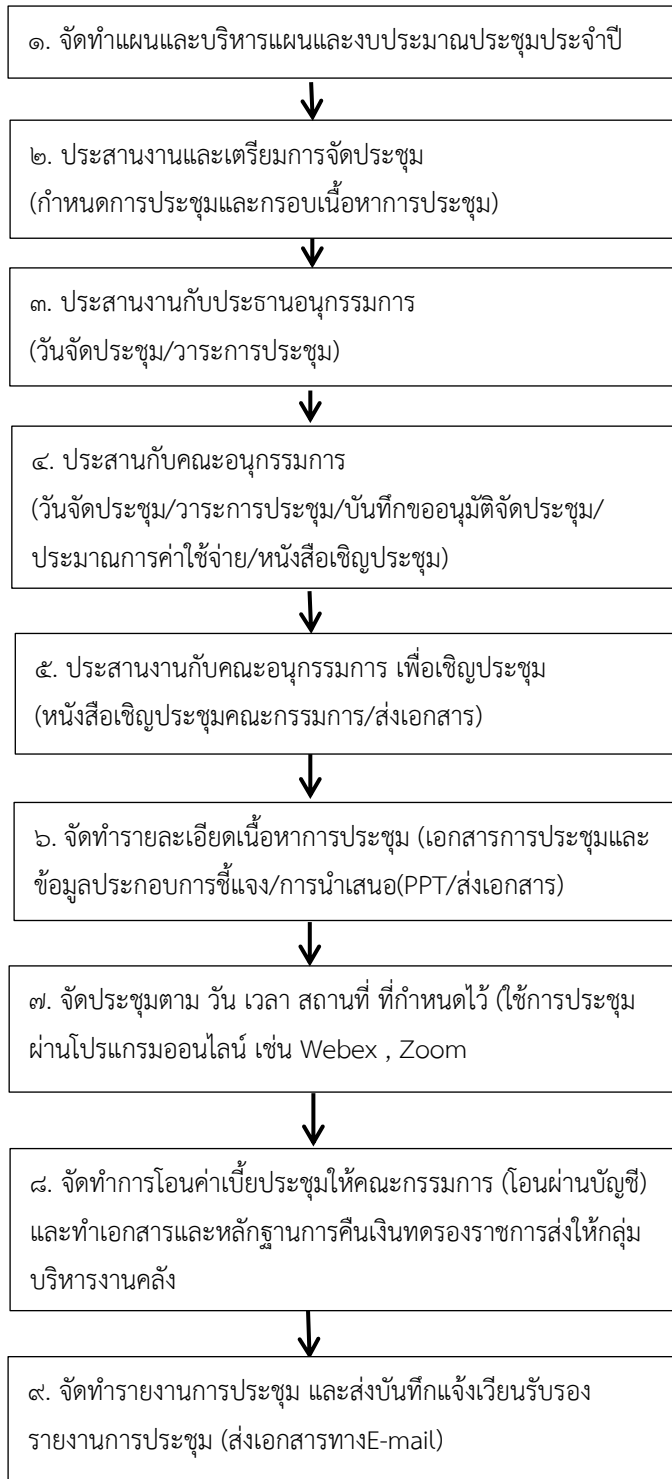 ๑. จัดทำแผนและบริหารแผนและงบประมาณประชุมประจำปี
๒. ประสานงานและเตรียมการจัดประชุม
(กำหนดการประชุมและกรอบเนื้อหาการประชุม)
๓. ประสานงานกับประธานอนุกรรมการ
(วันจัดประชุม/วาระการประชุม)
๔. ประสานกับคณะอนุกรรมการ
(วันจัดประชุม/วาระการประชุม/บันทึกขออนุมัติจัดประชุม/
ประมาณการค่าใช้จ่าย/หนังสือเชิญประชุม)
๕. ประสานงานกับคณะอนุกรรมการ เพื่อเชิญประชุม
(หนังสือเชิญประชุมคณะกรรมการ/ส่งเอกสาร)
๖. จัดทำรายละเอียดเนื้อหาการประชุม (เอกสารการประชุมและ
ข้อมูลประกอบการชี้แจง/การนำเสนอ(PPT/ส่งเอกสาร)
๗. จัดประชุมตาม วัน เวลา สถานที่ ที่กำหนดไว้ (ใช้การประชุม
ผ่านโปรแกรมออนไลน์ เช่น Webex , Zoom
๘. จัดทำการโอนค่าเบี้ยประชุมให้คณะกรรมการ (โอนผ่านบัญชี)
และทำเอกสารและหลักฐานการคืนเงินทดรองราชการส่งให้กลุ่ม
บริหารงานคลัง
๙. จัดทำรายงานการประชุม และส่งบันทึกแจ้งเวียนรับรอง
รายงานการประชุม (ส่งเอกสารทางE-mail)